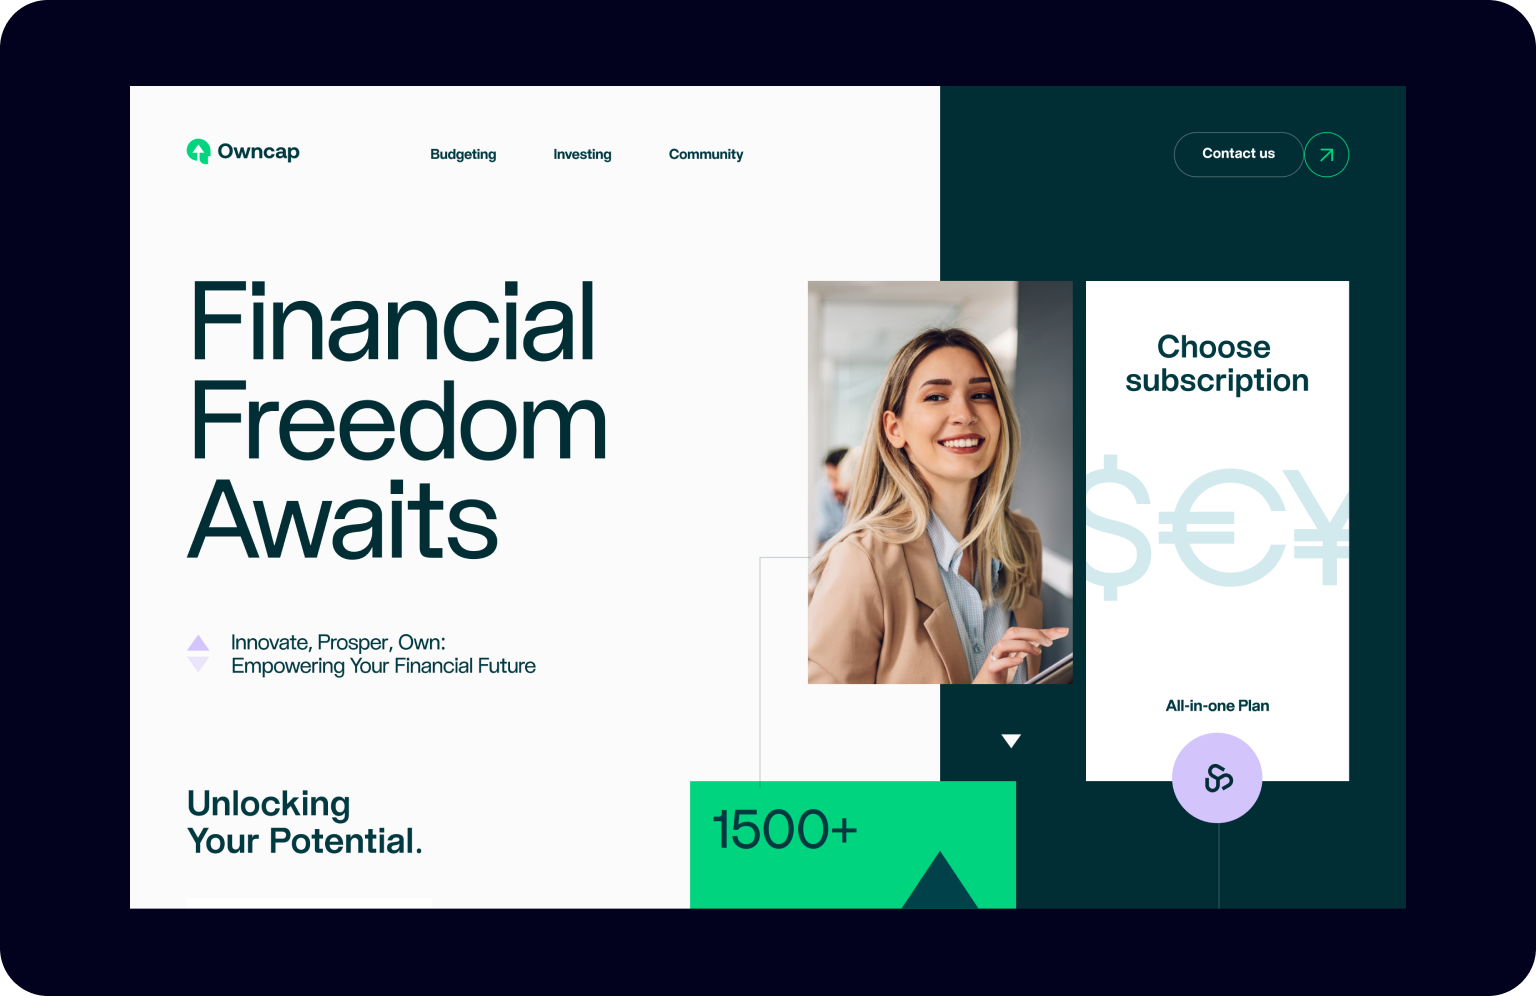 Owncap
Budgeting
Investing
Community
Contact us
Financial
Freedom
Awaits
Innovate, Prosper, Own:
Empowering Your Financial Future
Choose
subscription
$€¥
All-in-one Plan
Unlocking
Your Potential.
1500+